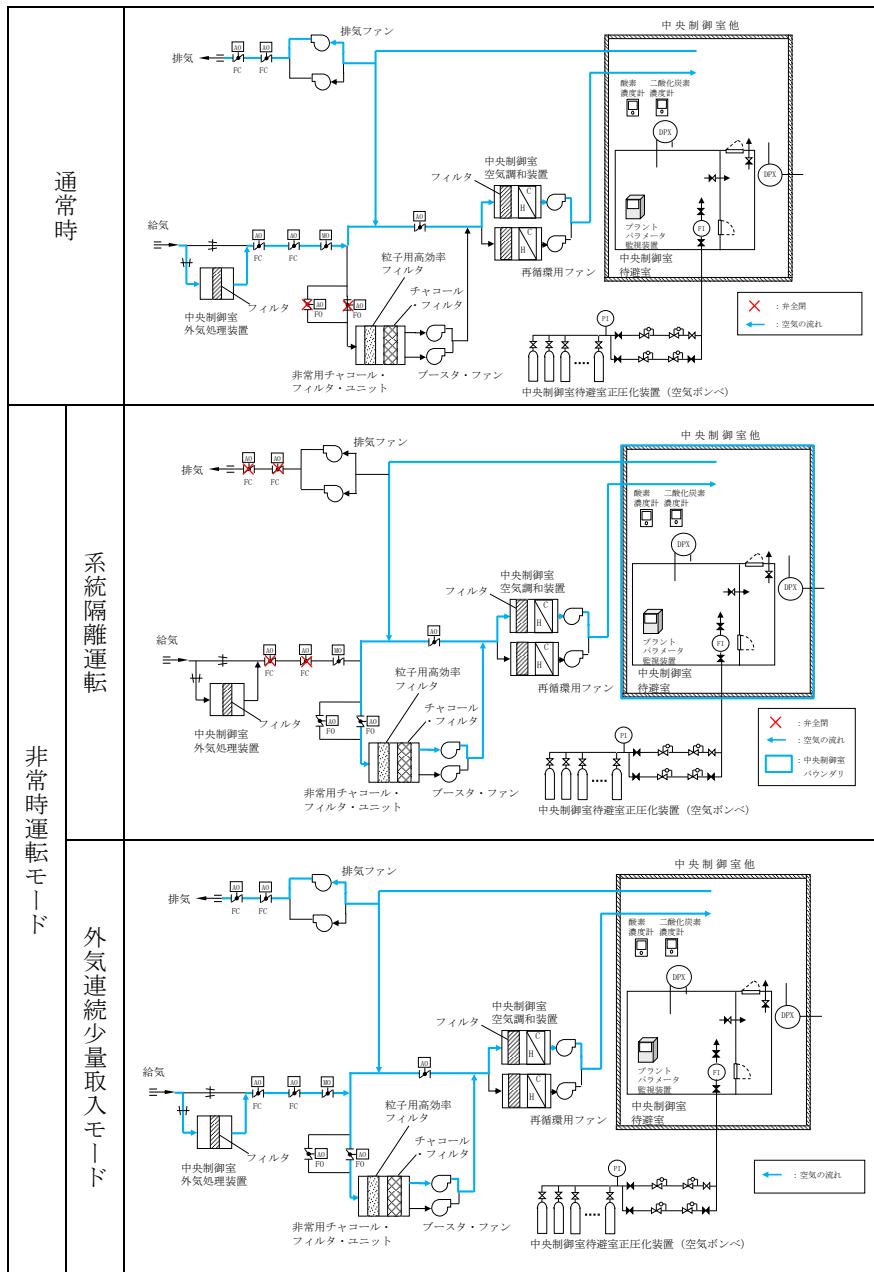 通常時
排気ファン
排気
AO
AO
FC
FC
中央制御室他
酸素
濃度計
二酸化炭素
濃度計
DPX
DPX
中央制御室
空気調和装置
フィルタ
C
H
C
H
再循環用ファン
プラント
パラメータ
監視装置
FI
中央制御室
待避室
給気
AO
AO
MO
FC
FC
AO
フィルタ
中央制御室
外気処理装置
粒子用高効率
フィルタ
チャコール
・フィルタ
AO
FO
AO
FO
非常用チャコール・
フィルタ・ユニット
ブースタ・ファン
PI
中央制御室待避室正圧化装置(空気ボンベ)
:弁全閉
:空気の流れ
非常時運転モード
系統隔離運転
排気ファン
排気
AO
AO
FC
FC
中央制御室他
酸素
濃度計
二酸化炭素
濃度計
DPX
DPX
中央制御室
空気調和装置
フィルタ
C
H
C
H
再循環用ファン
プラント
パラメータ
監視装置
FI
中央制御室
待避室
給気
AO
AO
MO
FC
FC
AO
フィルタ
中央制御室
外気処理装置
粒子用高効率
フィルタ
チャコール
・フィルタ
AO
FO
AO
FO
非常用チャコール・
フィルタ・ユニット
ブースタ・ファン
PI
中央制御室待避室正圧化装置(空気ボンベ)
:弁全閉
:空気の流れ
:中央制御室
バウンダリ
外気連続少量取入モード
排気ファン
排気
AO
AO
FC
FC
中央制御室他
酸素
濃度計
二酸化炭素
濃度計
DPX
DPX
中央制御室
空気調和装置
フィルタ
C
H
C
H
再循環用ファン
プラント
パラメータ
監視装置
FI
中央制御室
待避室
給気
AO
AO
MO
FC
FC
AO
フィルタ
中央制御室
外気処理装置
粒子用高効率
フィルタ
チャコール
・フィルタ
AO
FO
AO
FO
非常用チャコール・
フィルタ・ユニット
ブースタ・ファン
PI
中央制御室待避室正圧化装置(空気ボンベ)
:空気の流れ